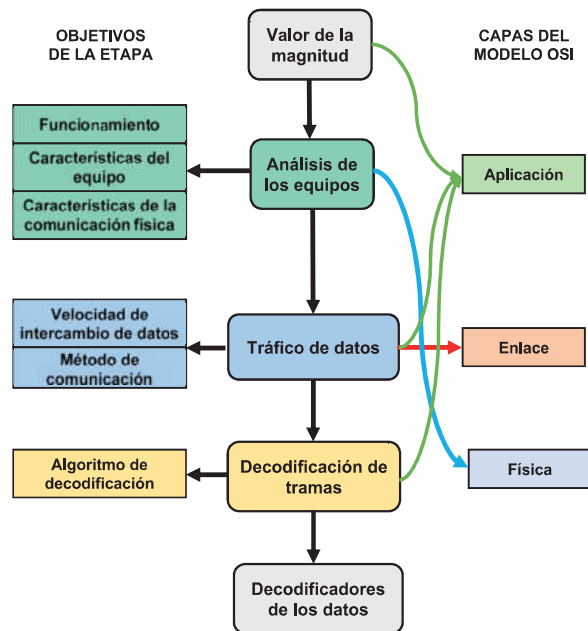 OBJETIVOS
DE LA ETAPA
Valor de la
magnitud
CAPAS DEL
MODELO OSI
Funcionamiento
Características del
equipo
Características de la
comunicación física
Análisis de
los equipos
Aplicación
Velocidad de
intercambio de datos
Método de
comunicación
Tráfico de datos
Enlace
Algoritmo de
decodificación
Decodificación de
tramas
Física
Decodificadores
de los datos